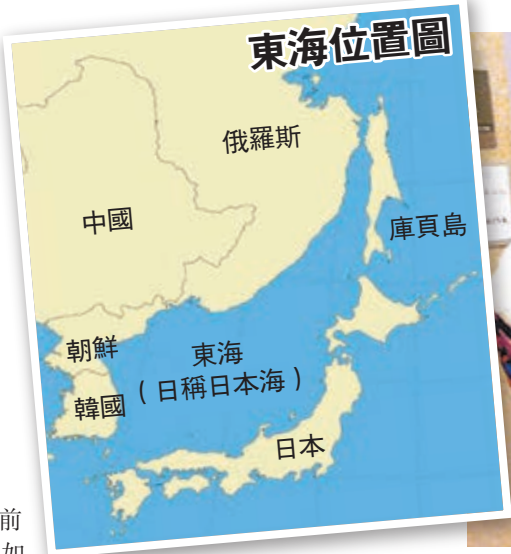 東海位置圖
俄羅斯
中國
庫頁島
朝鮮
東海
（日稱日本海）
韓國
日本
前
如